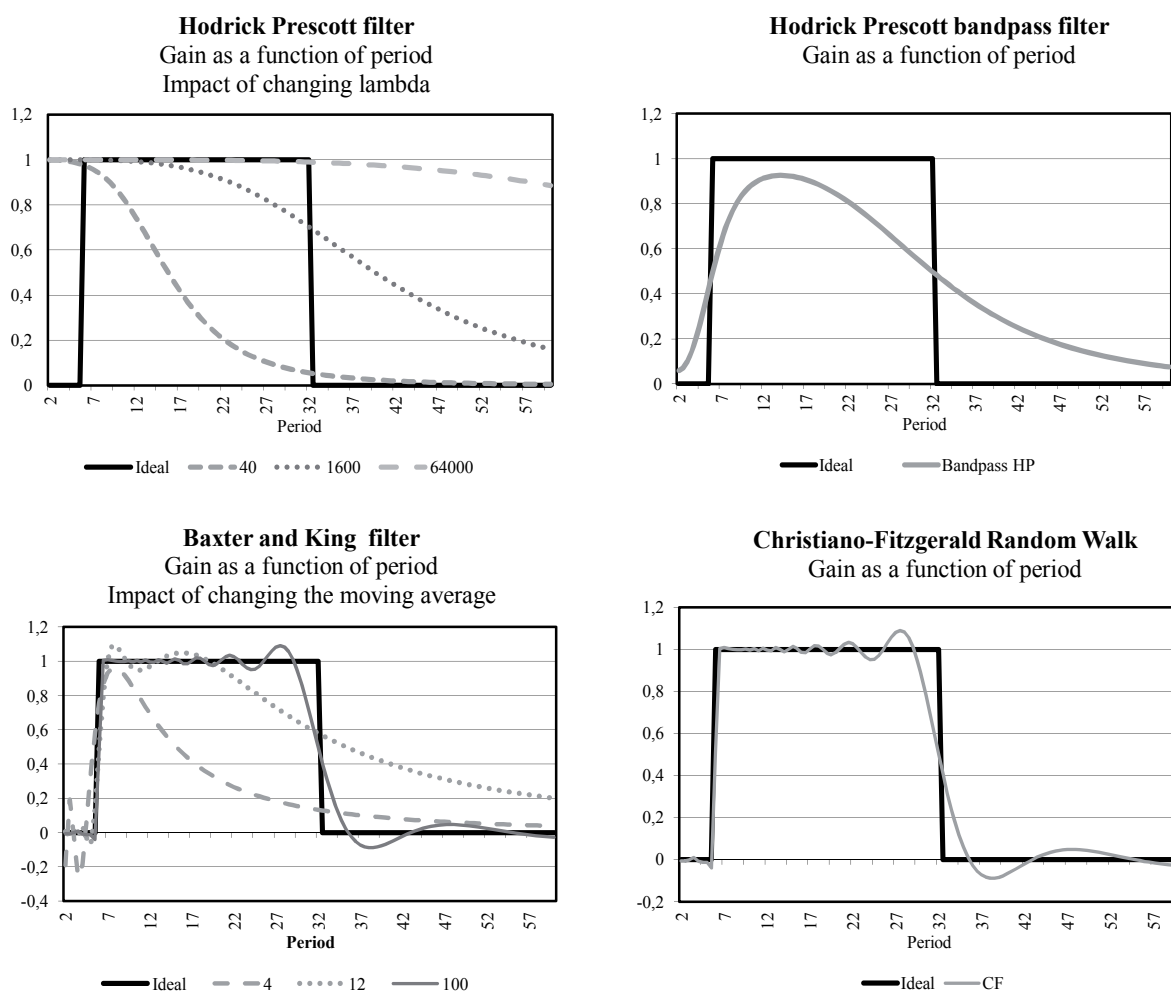 Hodrick Prescott filter
Gain as a function of period
Impact of changing lambda
1,2
1
0,8
0,6
0,4
0,2
0
2 7 12 17 22 27 32 37 42 47 52 57
Period
Ideal 40 1600 64000
Hodrick Prescott bandpass filter
Gain as a function of period
1,2
1
0,8
0,6
0,4
0,2
0
2 7 12 17 22 27 32 37 42 47 52 57
Period
Ideal Bandpass HP
Baxter and King filter
Gain as a function of period
Impact of changing the moving average
1,2
1
0,8
0,6
0,4
0,2
0
-0,2
-0,4
2 7 12 17 22 27 32 37 42 47 52 57
Period
Ideal 4 12 100
Christiano-Fitzgerald Random Walk
Gain as a function of period
1,2
1
0,8
0,6
0,4
0,2
0
-0,2
2 7 12 17 22 27 32 37 42 47 52 57
Period
Ideal CF